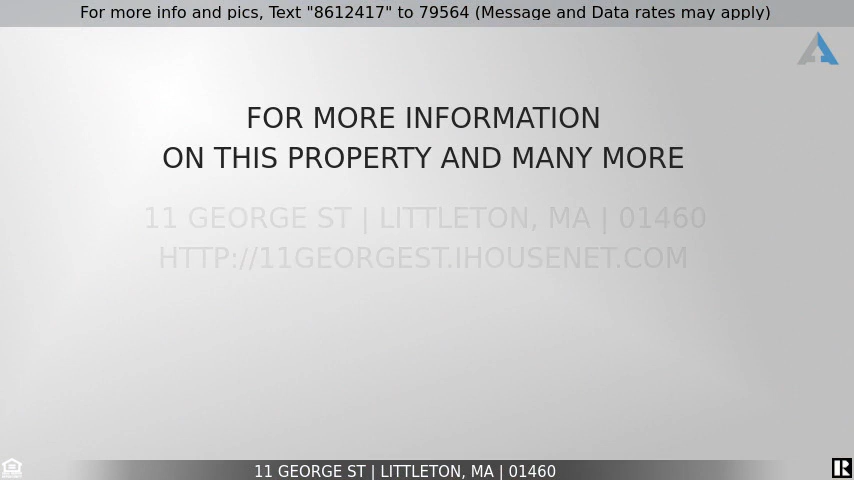 For more info and pics, Text "8612417" to 79564 (Message and Data rates may apply)
FOR MORE INFORMATION
ON THIS PROPERTY AND MANY MORE
11 GEORGE ST | LITTLETON, MA | 01460
HTTP://11GEORGEST.IHOUSENET.COM
11 GEORGE ST | LITTLETON, MA | 01460